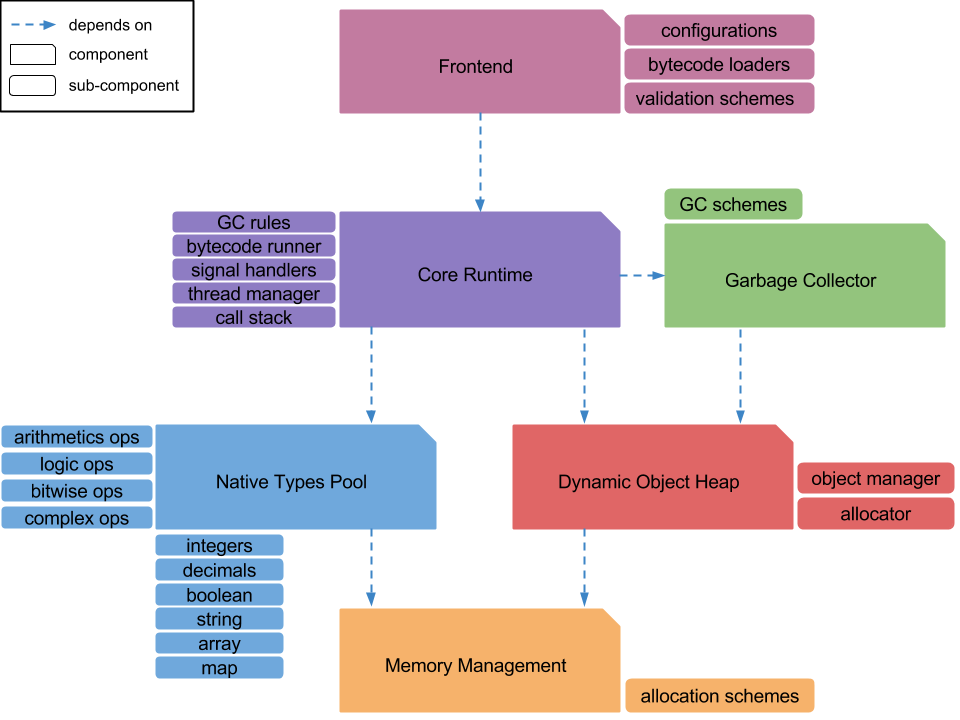 depends on
component
sub-component
Frontend
configurations
bytecode loaders
validation schemes
GC rules
bytecode runner
signal handlers
thread manager
call stack
Core Runtime
GC schemes
Garbage Collector
arithmetics ops
logic ops
bitwise ops
complex ops
Native Types Pool
integers
decimals
boolean
string
array
map
Dynamic Object Heap
object manager
allocator
Memory Management
allocation schemes